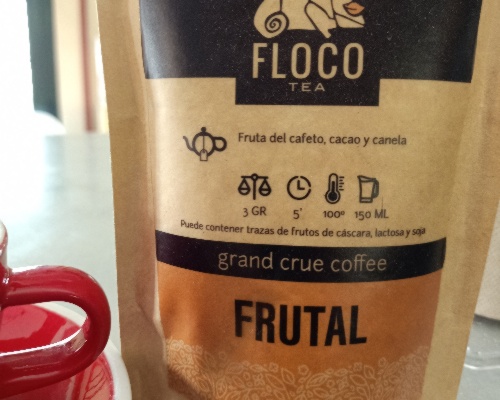 FLOCO
TEA
Fruta del cafeto, cacao y canela
3 GR 5' 100º 150 ML
Puede contener trazas de frutos de cáscara, lactosa y soja
grand crue coffee
FRUTAL